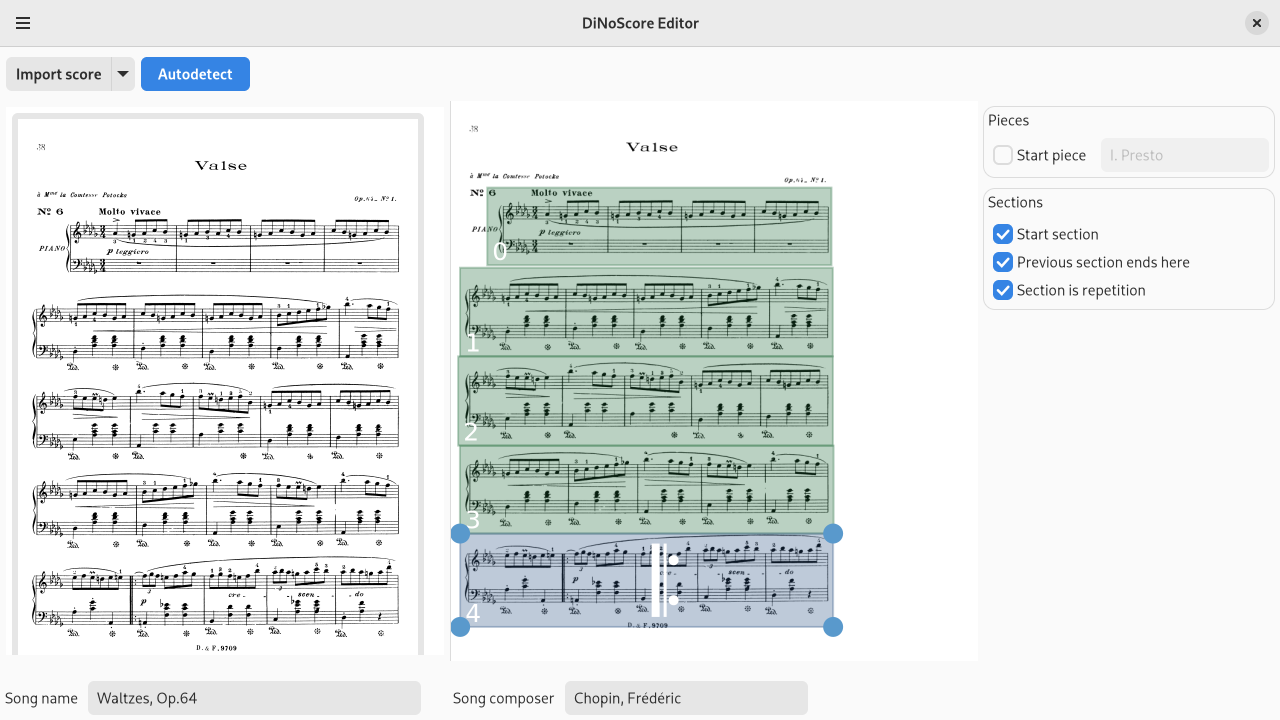 DiNoScore Editor
Import score
Autodetect
Valse
à Mme la Comtesse Potocka
Op. 64 _ No 1.
No 6 Molto vivace
PIANO
p leggiero
p
cre - - scen - - do
D. & F. 9709
Valse
à Mme la Comtesse Potocka
Op. 64 _ No 1.
No 6 Molto vivace
PIANO
p leggiero
0
1
2
3
p
cre - - scen - - do
4
D. & F. 9709
Pieces
Start piece
I. Presto
Sections
Start section
Previous section ends here
Section is repetition
Song name
Waltzes, Op.64
Song composer
Chopin, Frédéric